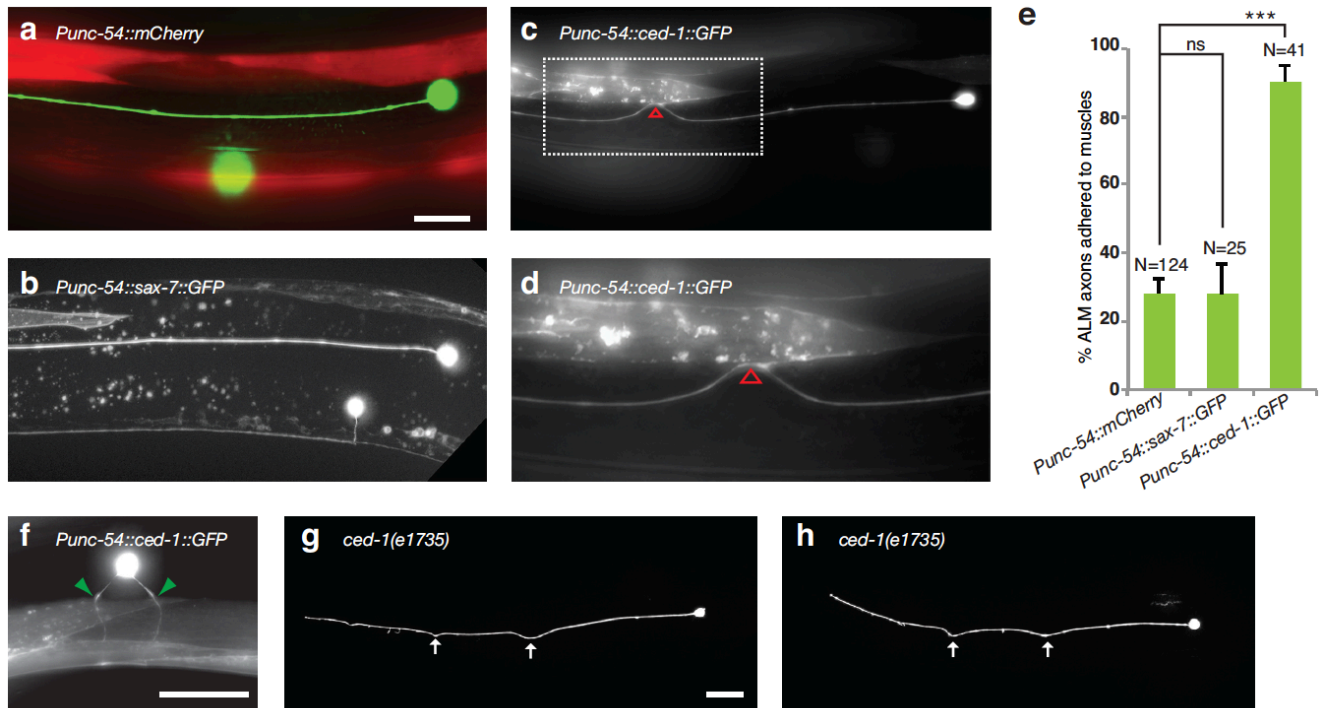 a Punc-54::mCherry
b Punc-54::sax-7::GFP
c Punc-54::ced-1::GFP
d Punc-54::ced-1::GFP
e
% ALM axons adhered to muscles
100
80
60
40
20
0
ns
***
N=124
N=25
N=41
Punc-54::mCherry
Punc-54::sax-7::GFP
Punc-54::ced-1::GFP
f Punc-54::ced-1::GFP
g ced-1(e1735)
h ced-1(e1735)